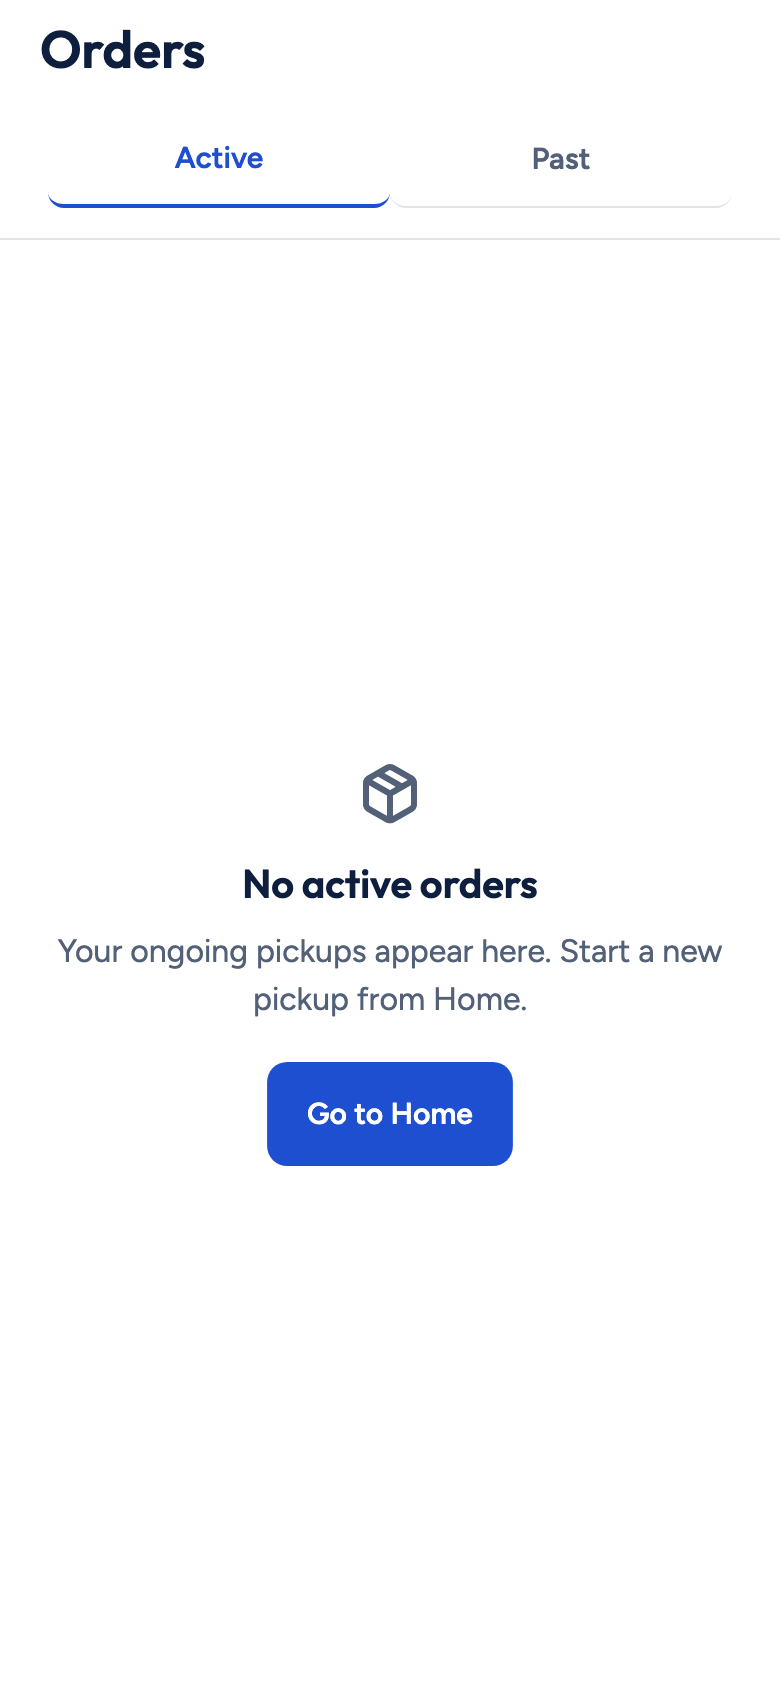 Orders
Active
Past
No active orders
Your ongoing pickups appear here. Start a new
pickup from Home.
Go to Home